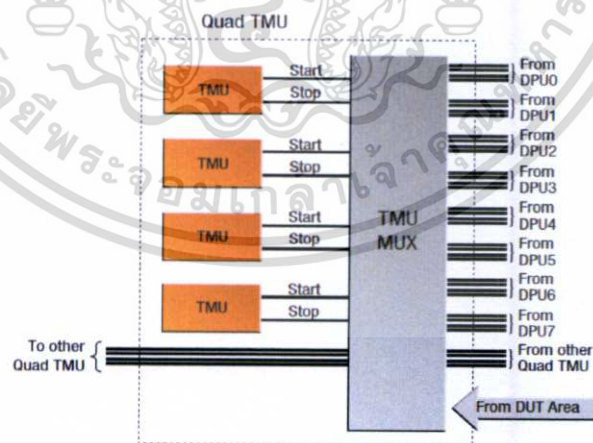 Quad TMU
TMU
Start
Stop
TMU
Start
Stop
TMU
Start
Stop
TMU
Start
Stop
TMU
MUX
From
DPU0
From
DPU1
From
DPU2
From
DPU3
From
DPU4
From
DPU5
From
DPU6
From
DPU7
To other
Quad TMU
From other
Quad TMU
From DUT Area